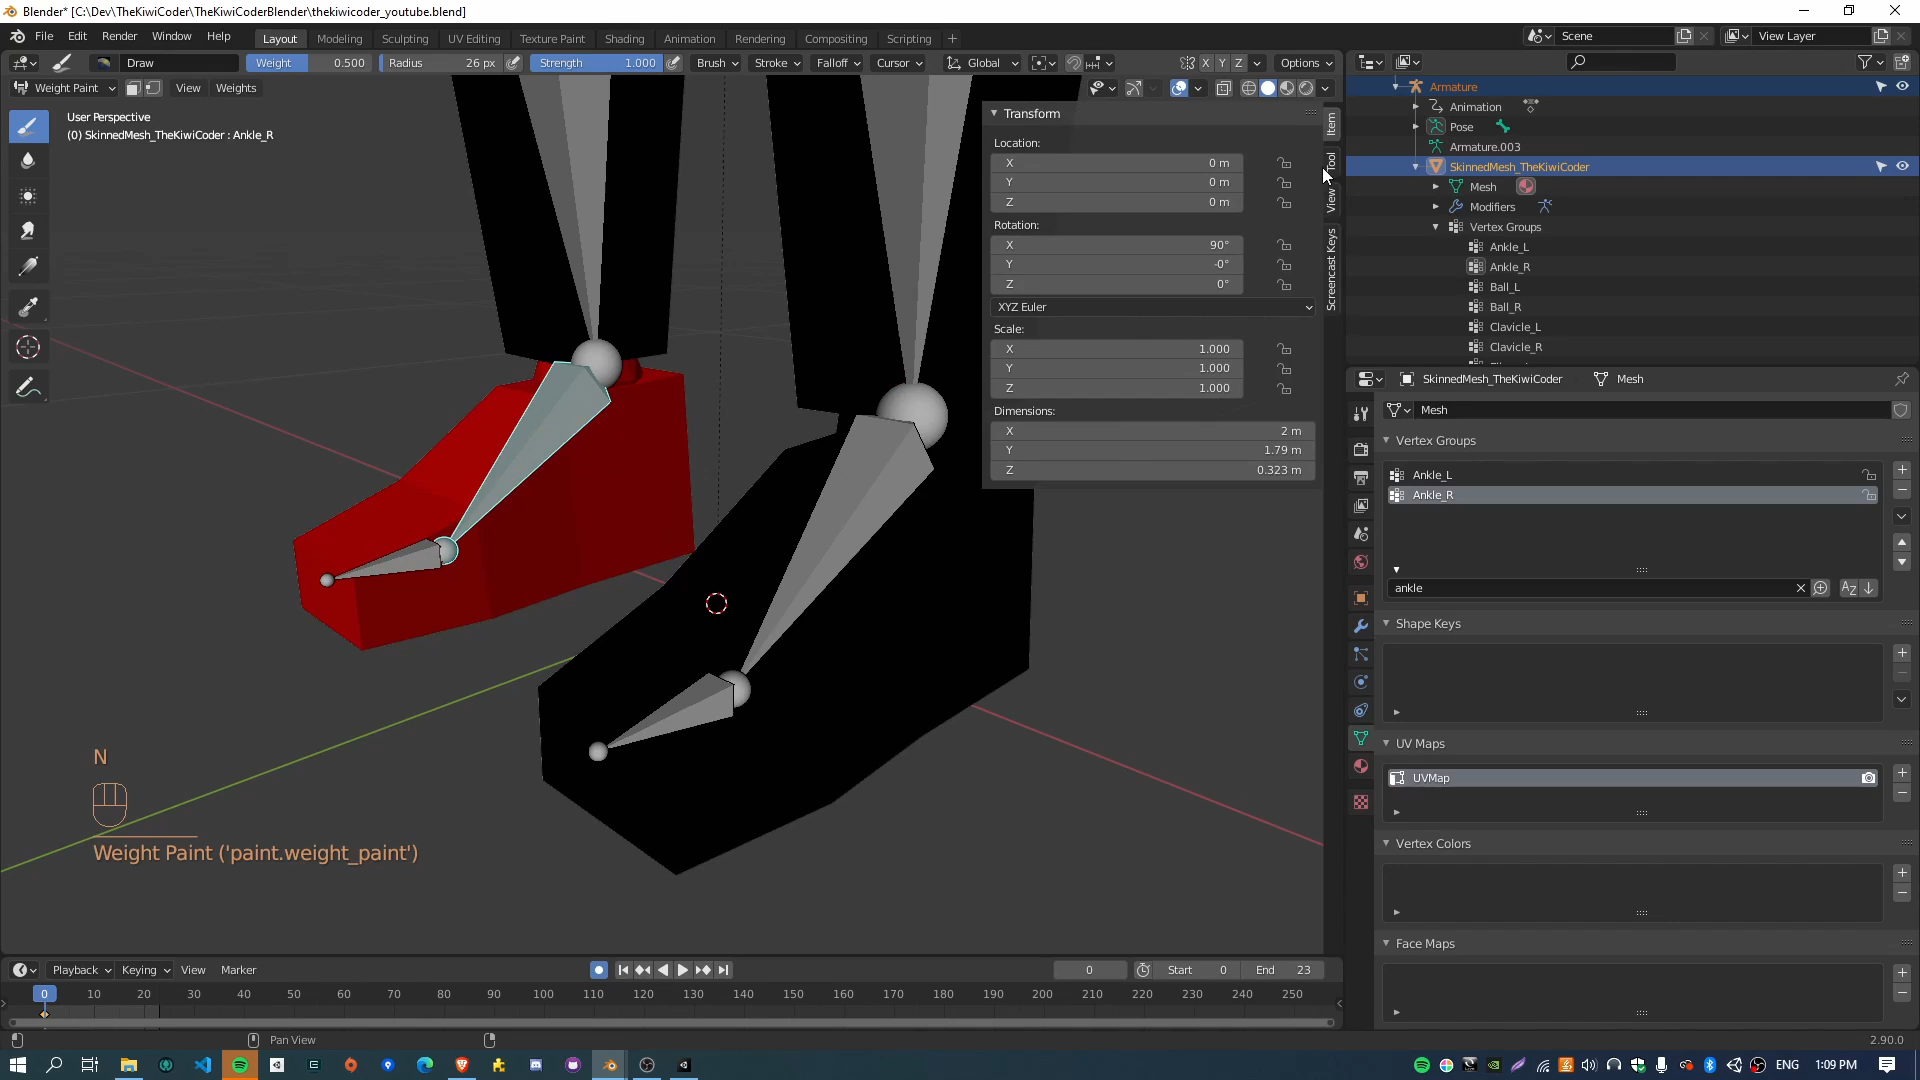 Blender* [C:\Dev\TheKiwiCoder\TheKiwiCoderBlender\thekiwicoder_youtube.blend]
File Edit Render Window Help Layout Modeling Sculpting UV Editing Texture Paint Shading Animation Rendering Compositing Scripting + Scene View Layer
Draw Weight 0.500 Radius 26 px Strength 1.000 Brush Stroke Falloff Cursor Global X Y Z Options
Weight Paint View Weights
User Perspective
(0) SkinnedMesh_TheKiwiCoder : Ankle_R
Transform
Location:
X 0 m
Y 0 m
Z 0 m
Rotation:
X 90°
Y -0°
Z 0°
XYZ Euler
Scale:
X 1.000
Y 1.000
Z 1.000
Dimensions:
X 2 m
Y 1.79 m
Z 0.323 m
Item
Tool
View
Screencast Keys
Armature
Animation
Pose
Armature.003
SkinnedMesh_TheKiwiCoder
Mesh
Modifiers
Vertex Groups
Ankle_L
Ankle_R
Ball_L
Ball_R
Clavicle_L
Clavicle_R
SkinnedMesh_TheKiwiCoder Mesh
Mesh
Vertex Groups
Ankle_L
Ankle_R
ankle
Shape Keys
UV Maps
UVMap
Vertex Colors
Face Maps
N
Weight Paint ('paint.weight_paint')
Playback Keying View Marker 0 Start 0 End 23
0 10 20 30 40 50 60 70 80 90 100 110 120 130 140 150 160 170 180 190 200 210 220 230 240 250
Pan View 2.90.0
ENG 1:09 PM